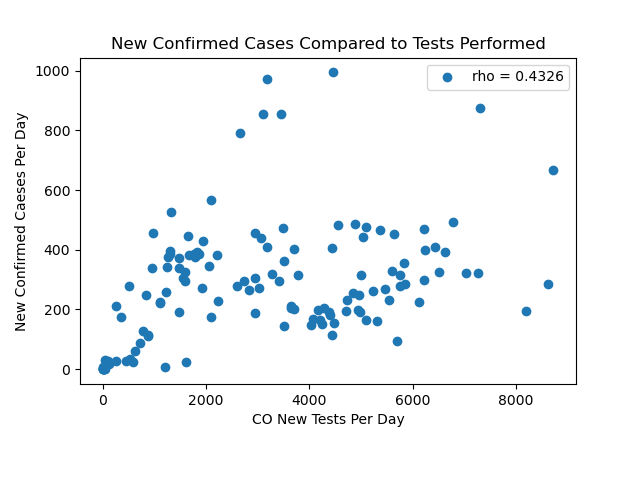 New Confirmed Cases Compared to Tests Performed
rho = 0.4326
New Confirmed Caeses Per Day
1000
800
600
400
200
0
0 2000 4000 6000 8000
CO New Tests Per Day